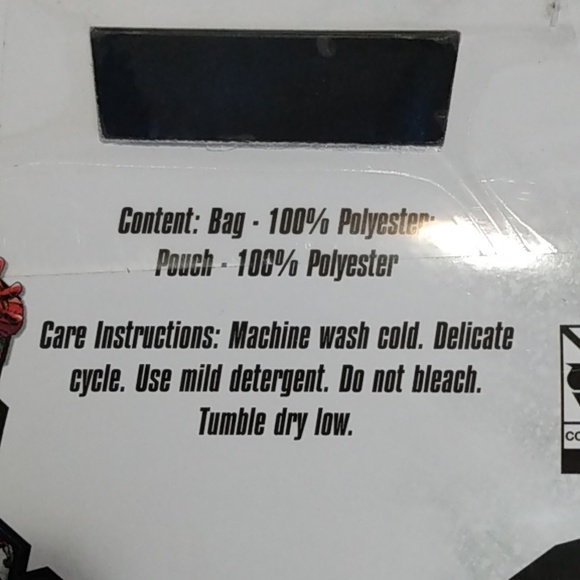 Content: Bag - 100% Polyester;
Pouch - 100% Polyester
Care Instructions: Machine wash cold. Delicate
cycle. Use mild detergent. Do not bleach.
Tumble dry low.